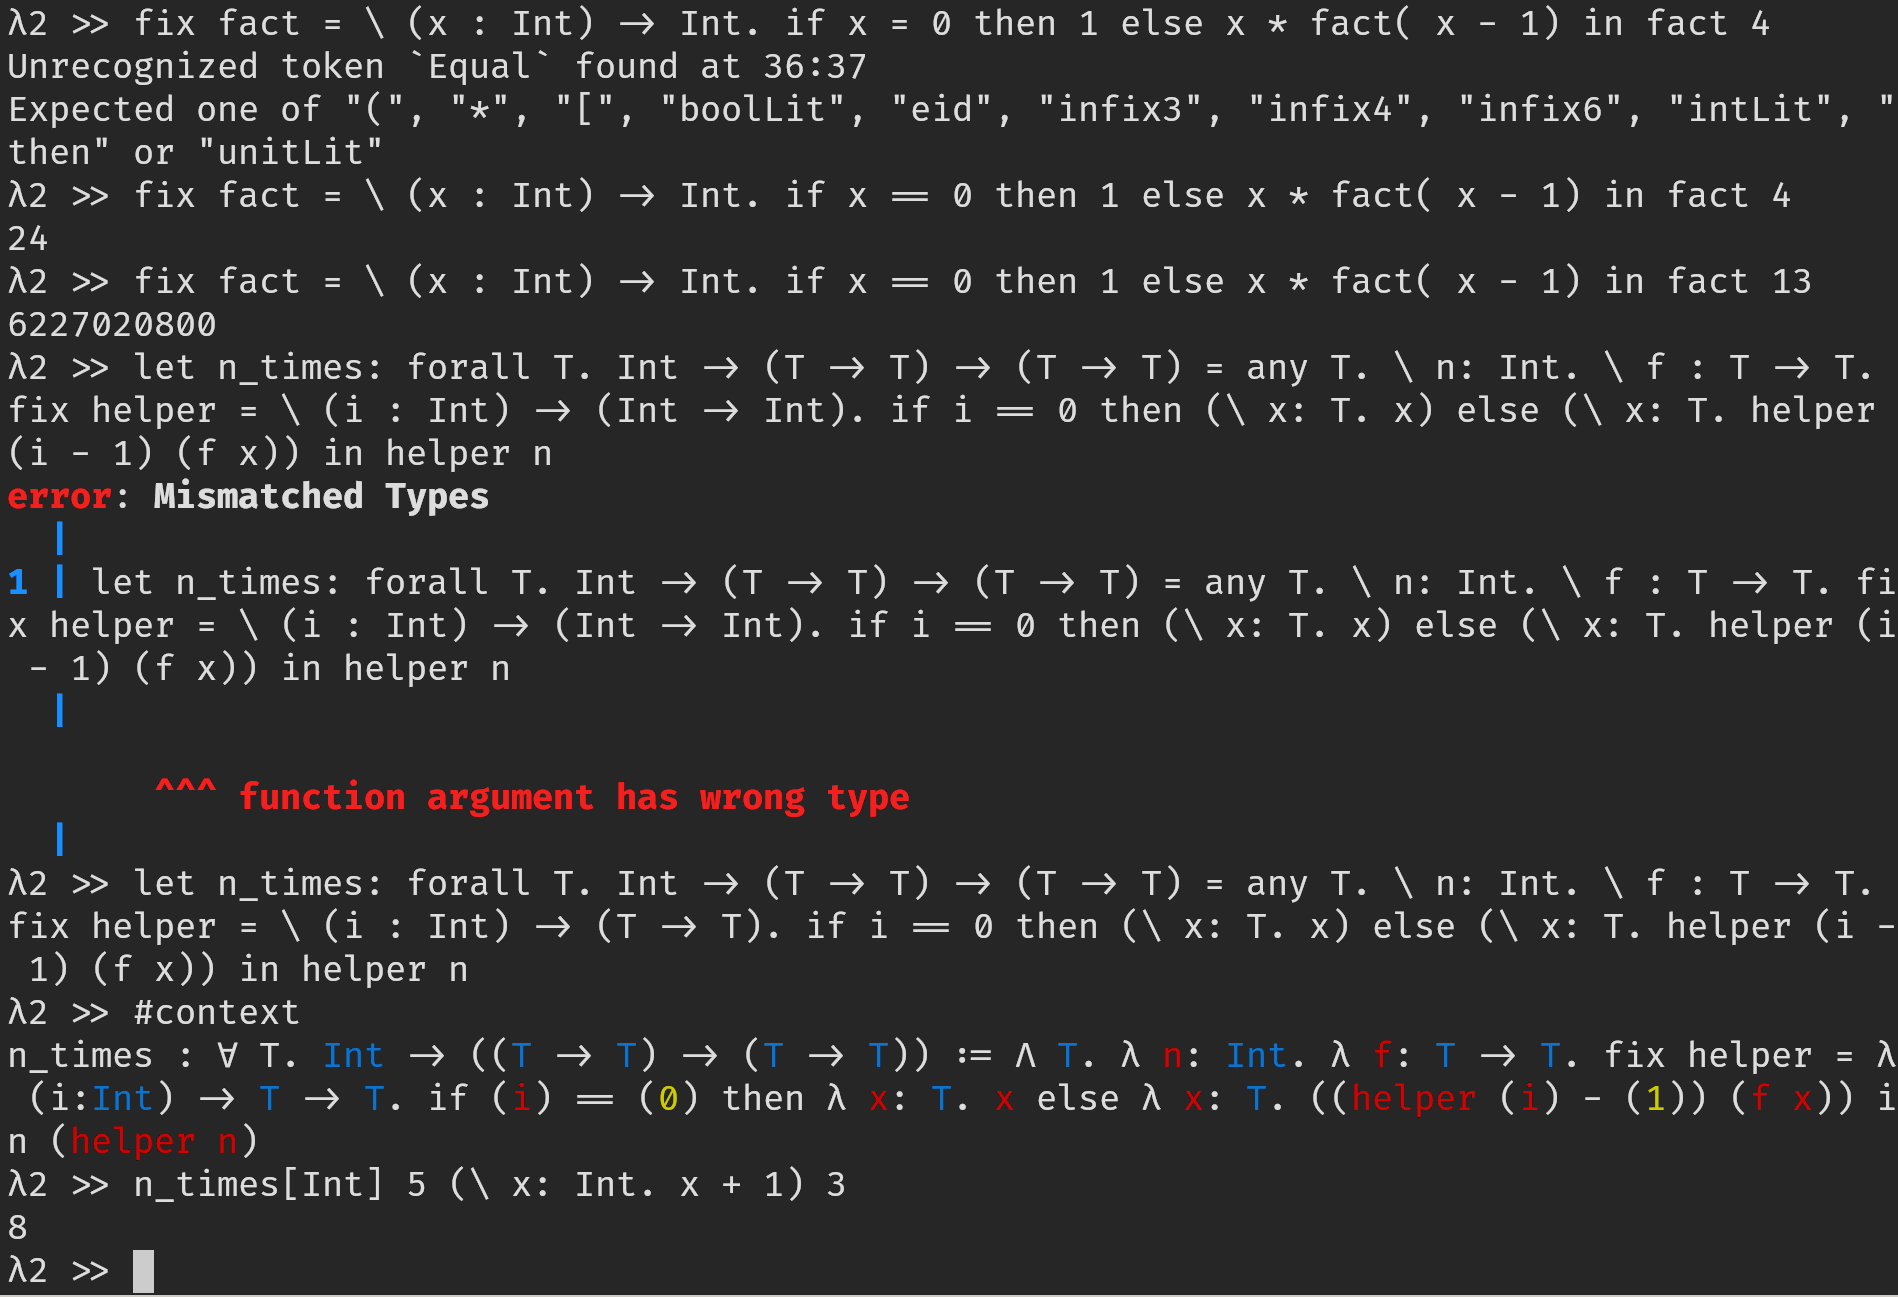 λ2 >> fix fact = \ (x : Int) -> Int. if x = 0 then 1 else x * fact( x - 1) in fact 4
Unrecognized token `Equal` found at 36:37
Expected one of "(", "*", "[", "boolLit", "eid", "infix3", "infix4", "infix6", "intLit", "
then" or "unitLit"
λ2 >> fix fact = \ (x : Int) -> Int. if x == 0 then 1 else x * fact( x - 1) in fact 4
24
λ2 >> fix fact = \ (x : Int) -> Int. if x == 0 then 1 else x * fact( x - 1) in fact 13
6227020800
λ2 >> let n_times: forall T. Int -> (T -> T) -> (T -> T) = any T. \ n: Int. \ f : T -> T.
fix helper = \ (i : Int) -> (Int -> Int). if i == 0 then (\ x: T. x) else (\ x: T. helper
(i - 1) (f x)) in helper n
error: Mismatched Types
|
1 | let n_times: forall T. Int -> (T -> T) -> (T -> T) = any T. \ n: Int. \ f : T -> T. fi
x helper = \ (i : Int) -> (Int -> Int). if i == 0 then (\ x: T. x) else (\ x: T. helper (i
- 1) (f x)) in helper n
|
^^^ function argument has wrong type
|
λ2 >> let n_times: forall T. Int -> (T -> T) -> (T -> T) = any T. \ n: Int. \ f : T -> T.
fix helper = \ (i : Int) -> (T -> T). if i == 0 then (\ x: T. x) else (\ x: T. helper (i -
1) (f x)) in helper n
λ2 >> #context
n_times : ∀ T. Int -> ((T -> T) -> (T -> T)) := Λ T. λ n: Int. λ f: T -> T. fix helper = λ
(i:Int) -> T -> T. if (i) == (0) then λ x: T. x else λ x: T. ((helper (i) - (1)) (f x)) i
n (helper n)
λ2 >> n_times[Int] 5 (\ x: Int. x + 1) 3
8
λ2 >>